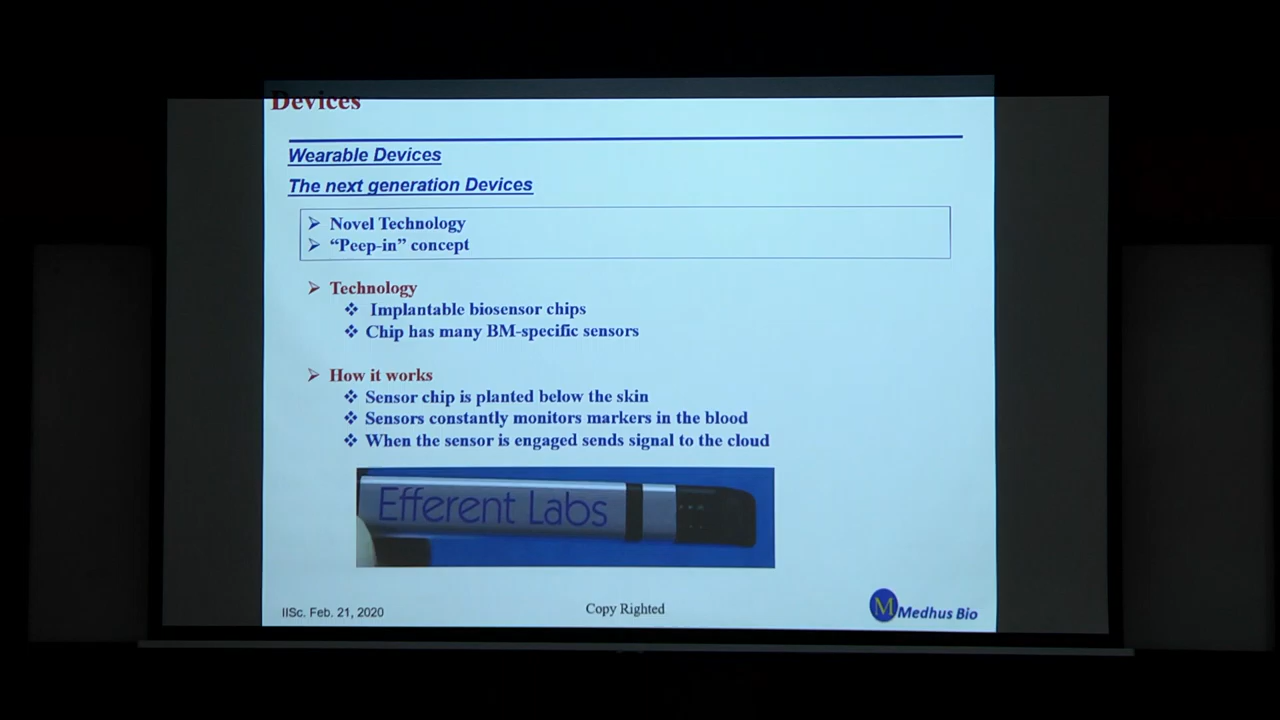 Devices
Wearable Devices
The next generation Devices
➢ Novel Technology
➢ “Peep-in” concept
➢ Technology
❖ Implantable biosensor chips
❖ Chip has many BM-specific sensors
➢ How it works
❖ Sensor chip is planted below the skin
❖ Sensors constantly monitors markers in the blood
❖ When the sensor is engaged sends signal to the cloud
Efferent Labs
IISc. Feb. 21, 2020
Copy Righted
M Medhus Bio